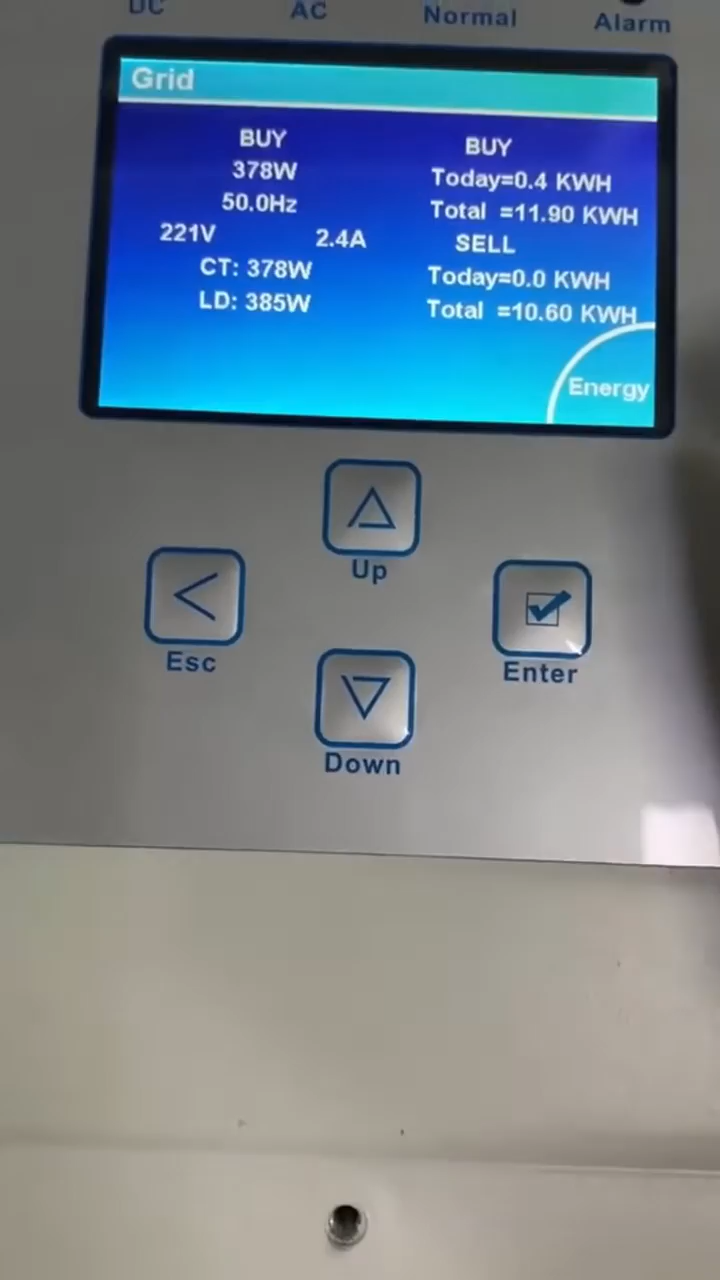 DC AC Normal Alarm
Grid
BUY
378W
50.0Hz
221V 2.4A
CT: 378W
LD: 385W
BUY
Today=0.4 KWH
Total =11.90 KWH
SELL
Today=0.0 KWH
Total =10.60 KWH
Energy
Up
Esc
Enter
Down